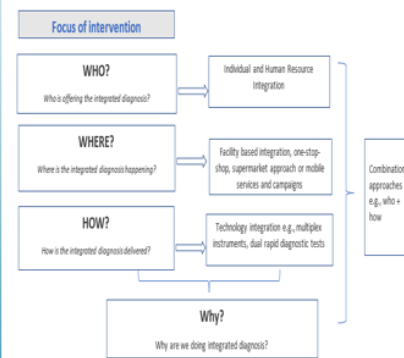 Focus of intervention
WHO?
Who is offering the integrated diagnosis?
Individual and Human Resource
Integration
WHERE?
Where is the integrated diagnosis happening?
Facility based integration, one-stop-
shop, supermarket approach or mobile
services and campaigns
HOW?
How is the integrated diagnosis delivered?
Technology integration e.g., multiplex
instruments, dual rapid diagnostic tests
Combination
approaches
e.g., who +
how
Why?
Why are we doing integrated diagnosis?